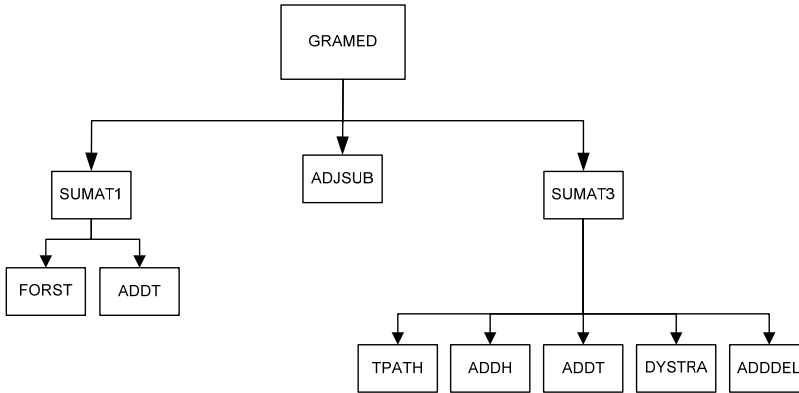 GRAMED
SUMAT1
ADJSUB
SUMAT3
FORST
ADDT
TPATH
ADDH
ADDT
DYSTRA
ADDDEL